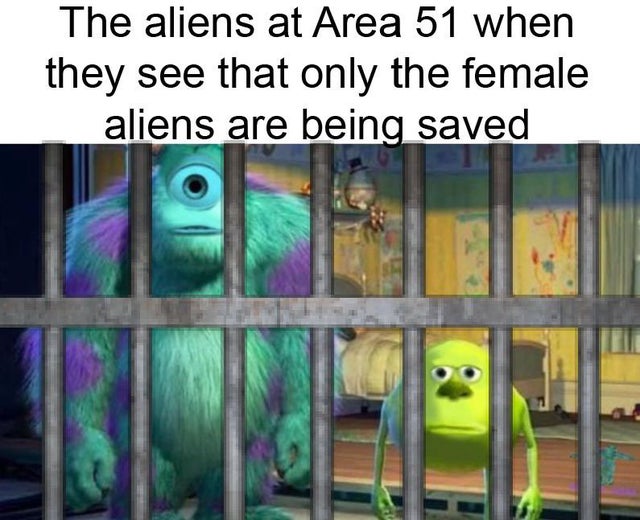 The aliens at Area 51 when
they see that only the female
aliens are being saved